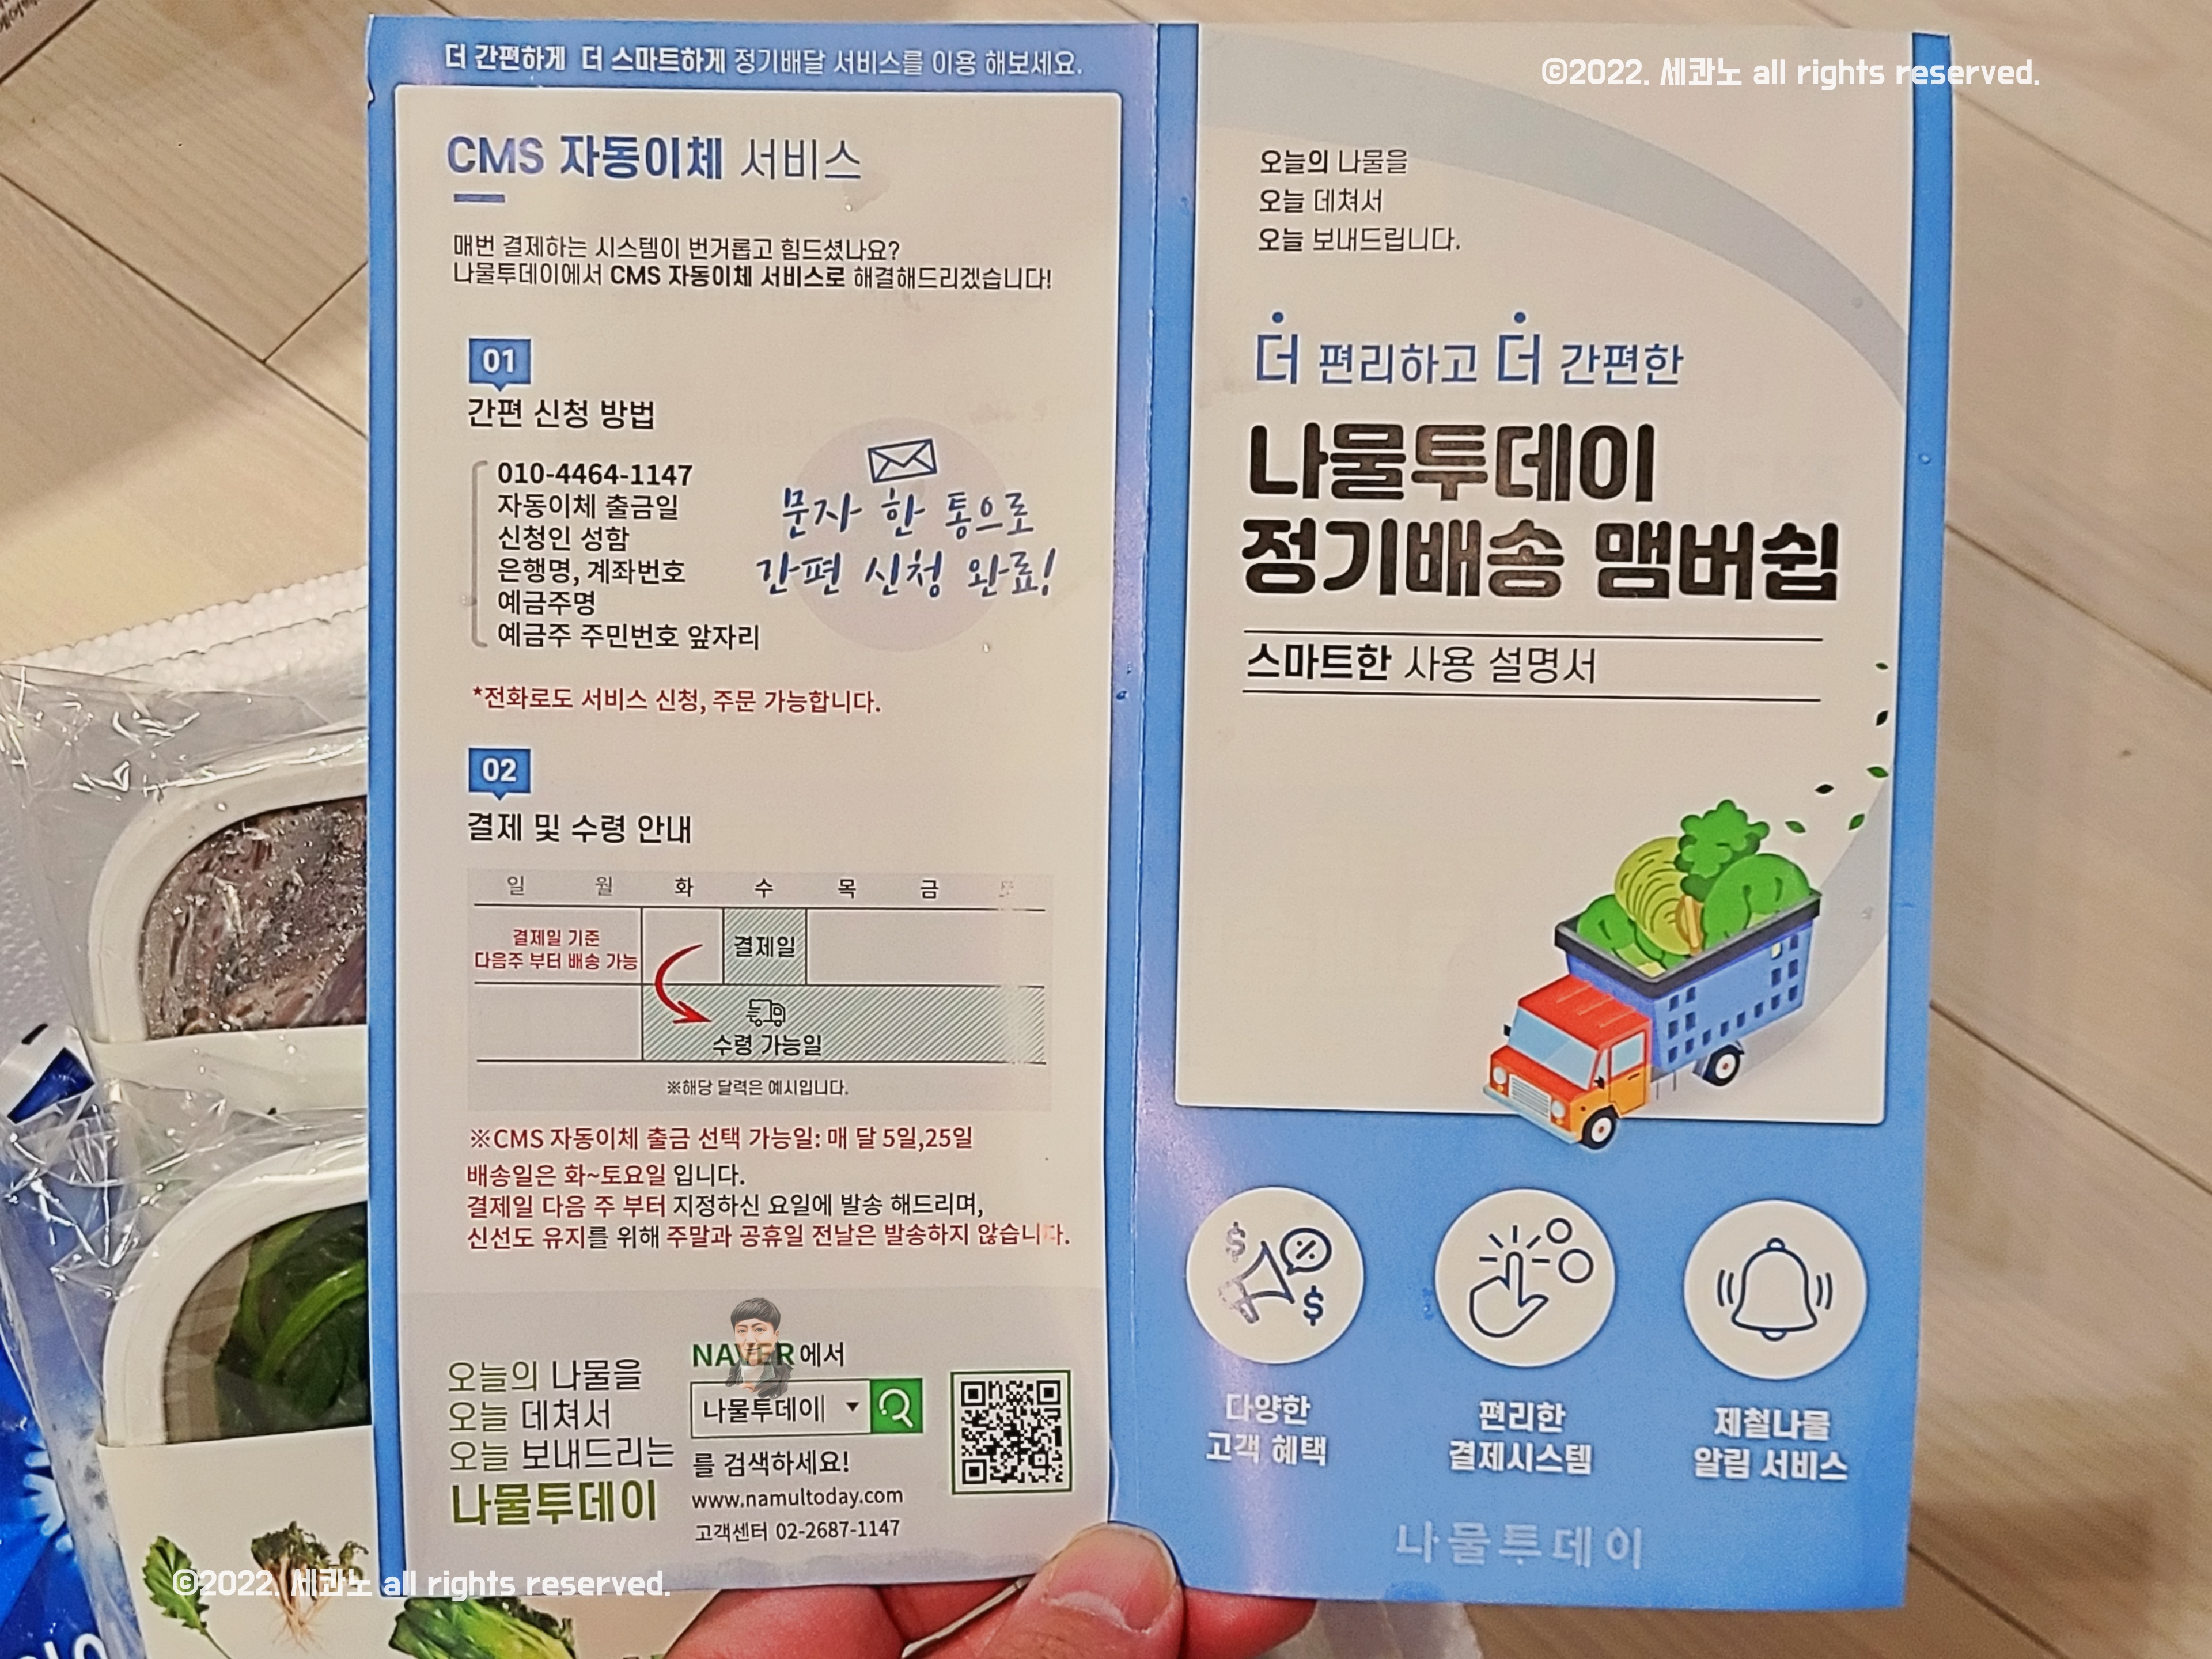 더 간편하게 더 스마트하게 정기배달 서비스를 이용 해보세요.
CMS 자동이체 서비스
매번 결제하는 시스템이 번거롭고 힘드셨나요?
나물투데이에서 CMS 자동이체 서비스로 해결해드리겠습니다!
01
간편 신청 방법
010-4464-1147
자동이체 출금일
신청인 성함
은행명, 계좌번호
예금주명
예금주 주민번호 앞자리
문자 한 통으로
간편 신청 완료!
*전화로도 서비스 신청, 주문 가능합니다.
02
결제 및 수령 안내
일 월 화 수 목 금 토
결제일 기준
다음주 부터 배송 가능
결제일
수령 가능일
※해당 달력은 예시입니다.
※CMS 자동이체 출금 선택 가능일: 매 달 5일,25일
배송일은 화~토요일 입니다.
결제일 다음 주 부터 지정하신 요일에 발송 해드리며,
신선도 유지를 위해 주말과 공휴일 전날은 발송하지 않습니다.
오늘의 나물을
오늘 데쳐서
오늘 보내드리는
나물투데이
NAVER에서
나물투데이
를 검색하세요!
www.namultoday.com
고객센터 02-2687-1147
©2022. 세콰노 all rights reserved.
©2022. 세콰노 all rights reserved.
오늘의 나물을
오늘 데쳐서
오늘 보내드립니다.
더 편리하고 더 간편한
나물투데이
정기배송 맴버쉽
스마트한 사용 설명서
다양한
고객 혜택
편리한
결제시스템
제철나물
알림 서비스
나물투데이